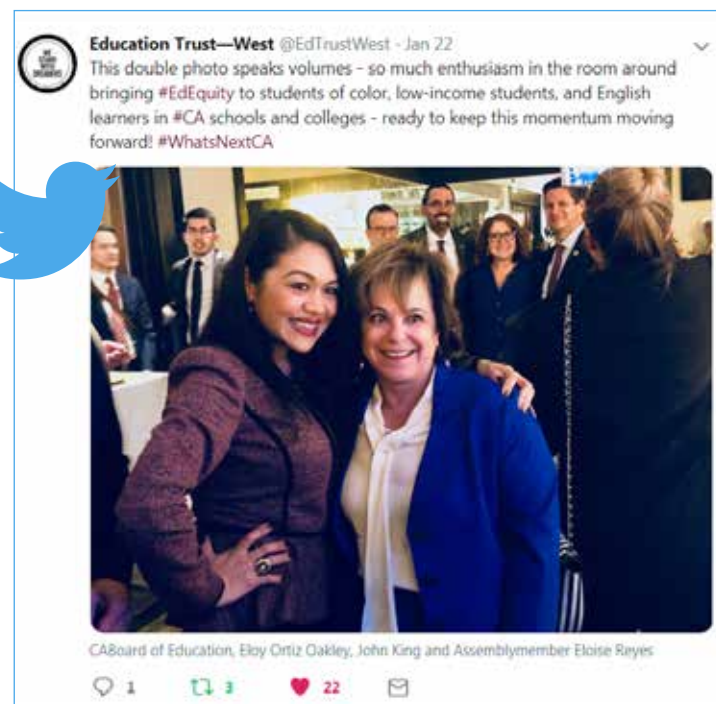 Education Trust—West @EdTrustWest - Jan 22
This double photo speaks volumes - so much enthusiasm in the room around
bringing #EdEquity to students of color, low-income students, and English
learners in #CA schools and colleges - ready to keep this momentum moving
forward! #WhatsNextCA
CABoard of Education, Eloy Ortiz Oakley, John King and Assemblymember Eloise Reyes
1 3 22